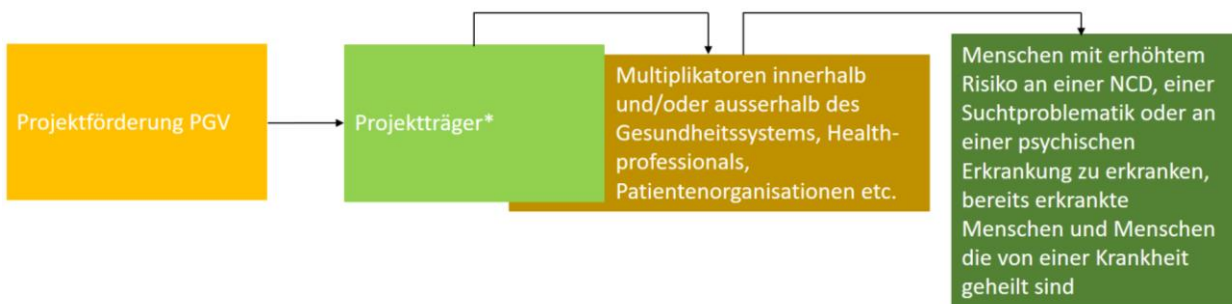 Projektförderung PGV
Projektträger*
Multiplikatoren innerhalb
und/oder ausserhalb des
Gesundheitssystems, Health-
professionals,
Patientenorganisationen etc.
Menschen mit erhöhtem
Risiko an einer NCD, einer
Suchtproblematik oder an
einer psychischen
Erkrankung zu erkranken,
bereits erkrankte
Menschen und Menschen
die von einer Krankheit
geheilt sind